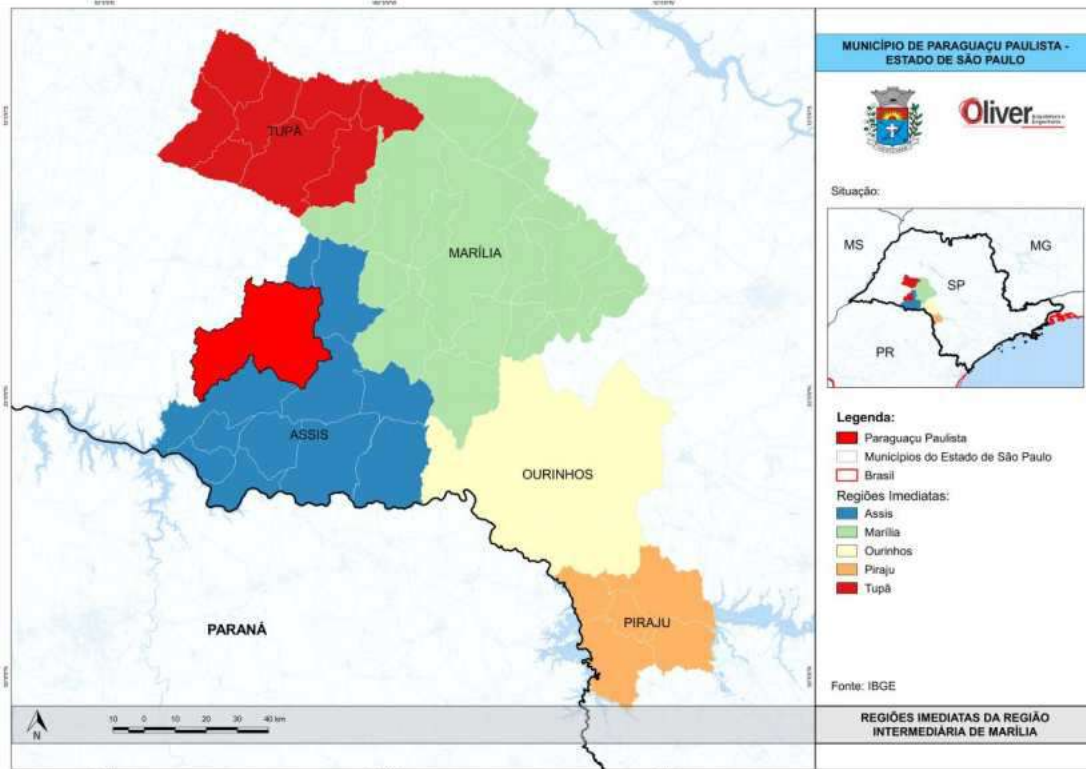 TUPÃ
MARÍLIA
ASSIS
OURINHOS
PIRAJU
PARANÁ
N
10 0 10 20 30 40 km
MUNICÍPIO DE PARAGUAÇU PAULISTA -
ESTADO DE SÃO PAULO
Oliver
Situação:
MS
MG
SP
PR
Legenda:
Paraguaçu Paulista
Municípios do Estado de São Paulo
Brasil
Regiões Imediatas:
Assis
Marília
Ourinhos
Piraju
Tupã
Fonte: IBGE
REGIÕES IMEDIATAS DA REGIÃO
INTERMEDIÁRIA DE MARÍLIA